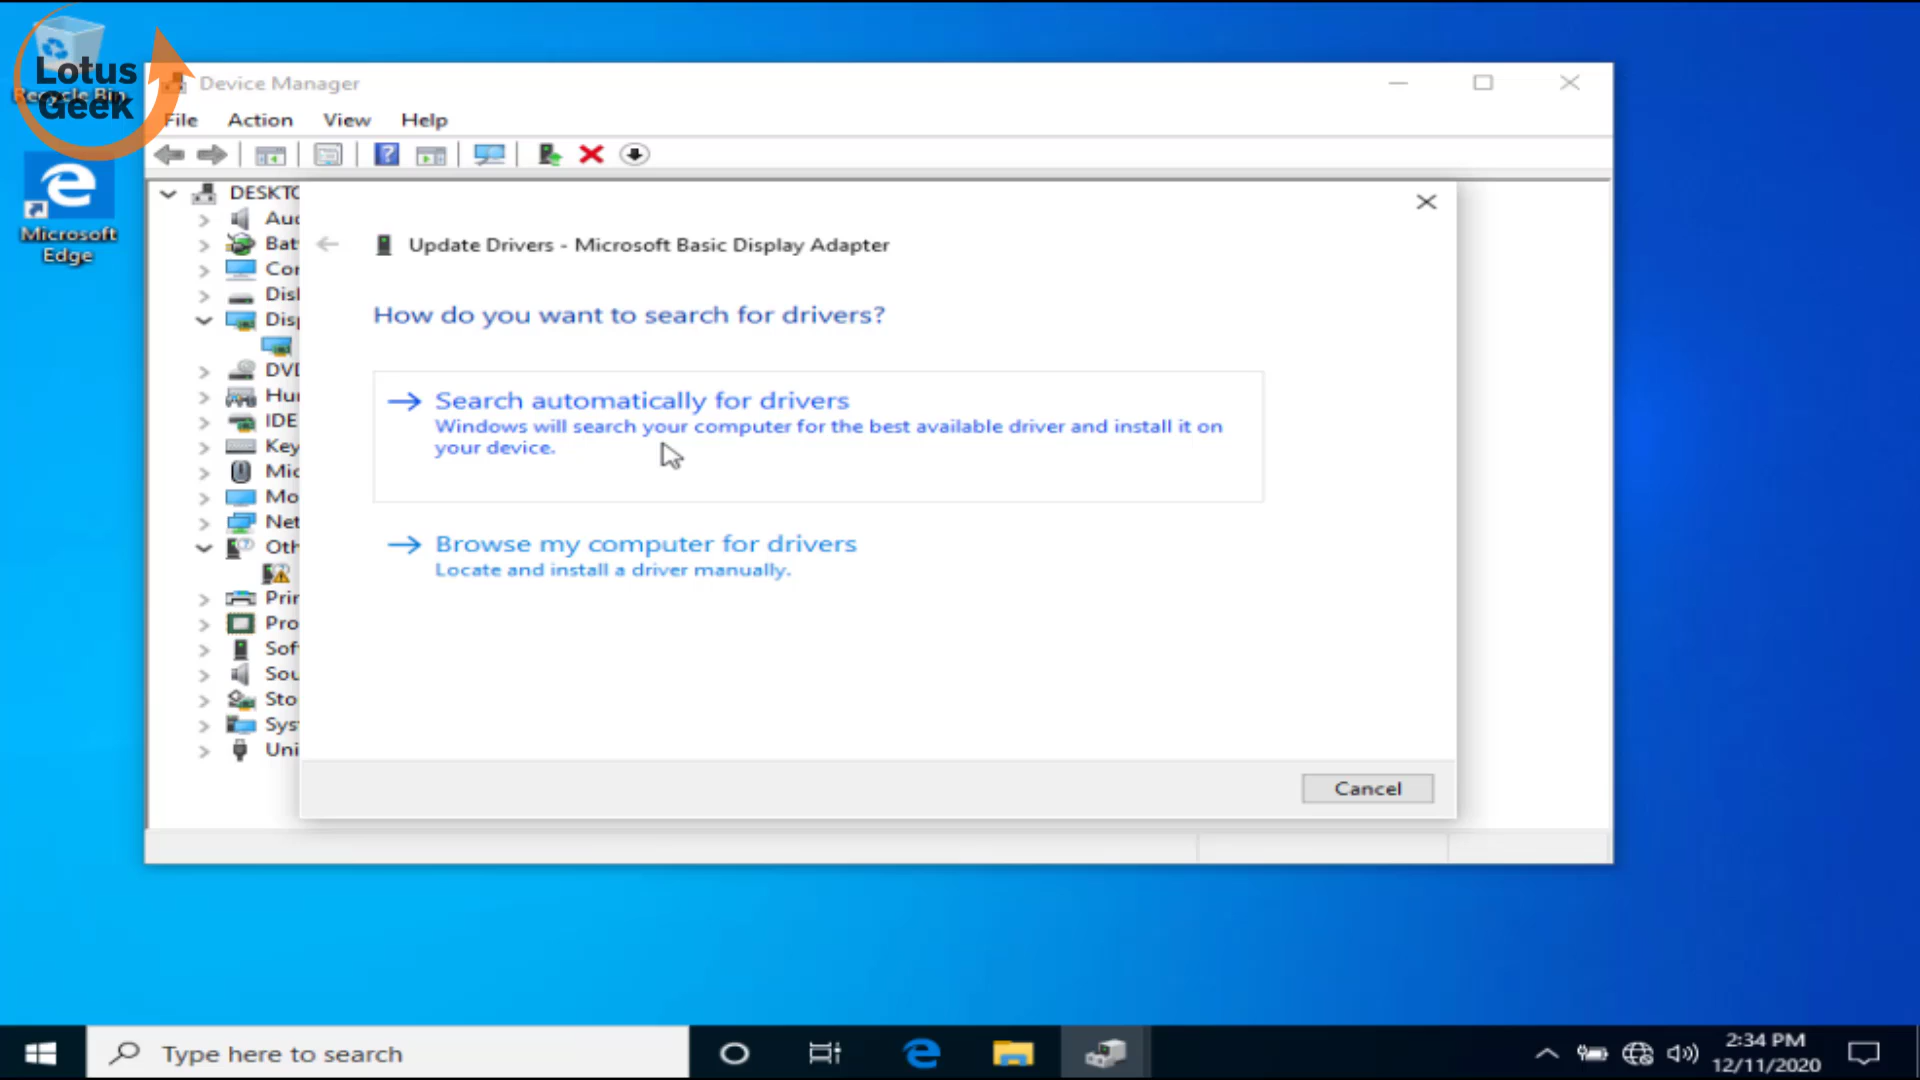 Lotus
Geek
Recycle Bin
Microsoft
Edge
Device Manager
File Action View Help
DESKTO
Aud
Bat
Cor
Disl
Disp
DVD
Hur
IDE
Key
Mic
Mo
Net
Oth
Prin
Pro
Sof
Sou
Sto
Sys
Uni
Update Drivers - Microsoft Basic Display Adapter
How do you want to search for drivers?
Search automatically for drivers
Windows will search your computer for the best available driver and install it on
your device.
Browse my computer for drivers
Locate and install a driver manually.
Cancel
Type here to search
2:34 PM
12/11/2020